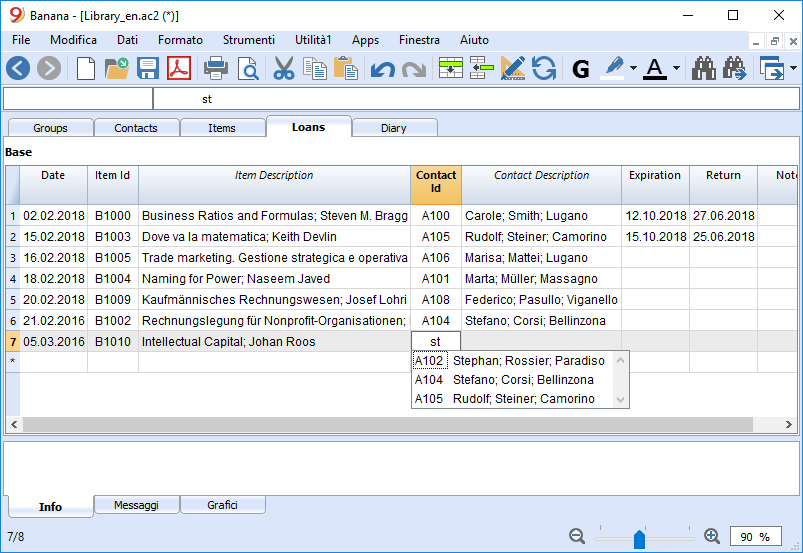 Banana - [Library_en.ac2 (*)]
File Modifica Dati Formato Strumenti Utilità1 Apps Finestra Aiuto
G A
st
Groups Contacts Items Loans Diary
Base
Date Item Id Item Description Contact Id Contact Description Expiration Return Note
1 02.02.2018 B1000 Business Ratios and Formulas; Steven M. Bragg A100 Carole; Smith; Lugano 12.10.2018 27.06.2018
2 15.02.2018 B1003 Dove va la matematica; Keith Devlin A105 Rudolf; Steiner; Camorino 15.10.2018 25.06.2018
3 16.02.2018 B1005 Trade marketing. Gestione strategica e operativa A106 Marisa; Mattei; Lugano
4 18.02.2018 B1004 Naming for Power; Naseem Javed A101 Marta; Müller; Massagno
5 20.02.2018 B1009 Kaufmännisches Rechnungswesen; Josef Lohri A108 Federico; Pasullo; Viganello
6 21.02.2016 B1002 Rechnungslegung für Nonprofit-Organisationen; A104 Stefano; Corsi; Bellinzona
7 05.03.2016 B1010 Intellectual Capital; Johan Roos st
*
A102 Stephan; Rossier; Paradiso
A104 Stefano; Corsi; Bellinzona
A105 Rudolf; Steiner; Camorino
Info Messaggi Grafici
7/8 90 %